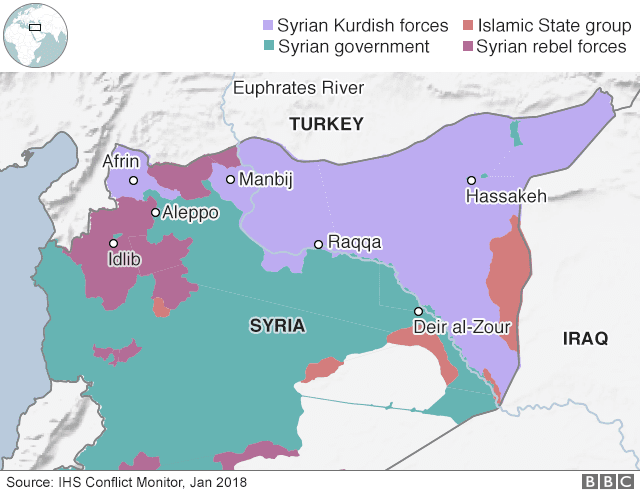 Syrian Kurdish forces
Islamic State group
Syrian government
Syrian rebel forces
Euphrates River
TURKEY
Afrin
Manbij
Hassakeh
Aleppo
Raqqa
Idlib
Deir al-Zour
SYRIA
IRAQ
Source: IHS Conflict Monitor, Jan 2018
BBC